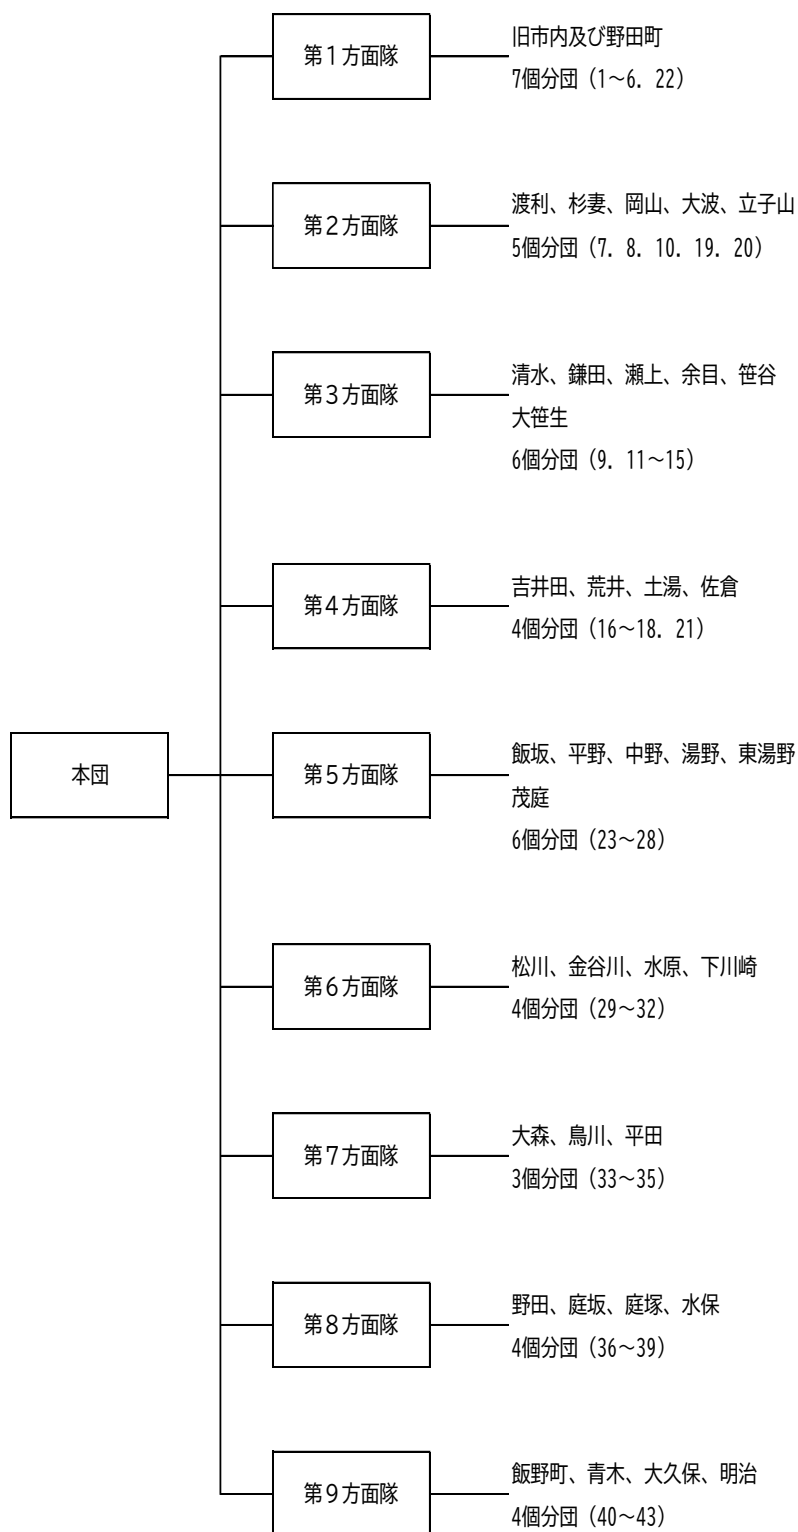 第1方面隊
旧市内及び野田町
7個分団（1～6．22）
第2方面隊
渡利、杉妻、岡山、大波、立子山
5個分団（7．8．10．19．20）
第3方面隊
清水、鎌田、瀬上、余目、笹谷
大笹生
6個分団（9．11～15）
第4方面隊
吉井田、荒井、土湯、佐倉
4個分団（16～18．21）
本団
第5方面隊
飯坂、平野、中野、湯野、東湯野
茂庭
6個分団（23～28）
第6方面隊
松川、金谷川、水原、下川崎
4個分団（29～32）
第7方面隊
大森、鳥川、平田
3個分団（33～35）
第8方面隊
野田、庭坂、庭塚、水保
4個分団（36～39）
第9方面隊
飯野町、青木、大久保、明治
4個分団（40～43）